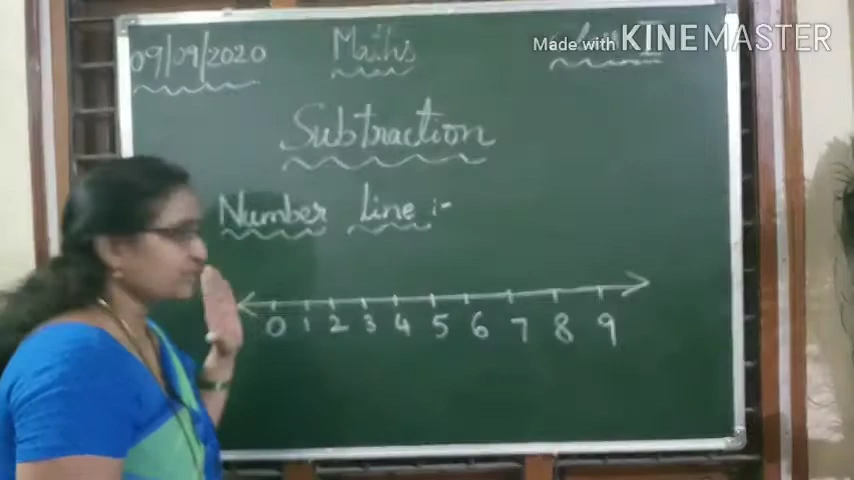 09/09/2020 Maths II
Made with KINEMASTER
Subtraction
Number line :-
0 1 2 3 4 5 6 7 8 9